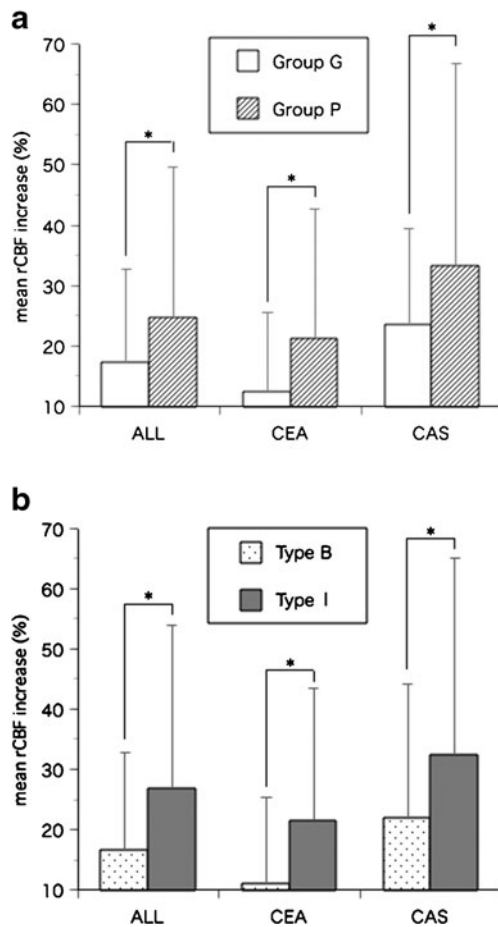 a
70
60
50
40
30
20
10
mean rCBF increase (%)
Group G
Group P
*
*
*
ALL CEA CAS
b
70
60
50
40
30
20
10
mean rCBF increase (%)
Type B
Type I
*
*
*
ALL CEA CAS